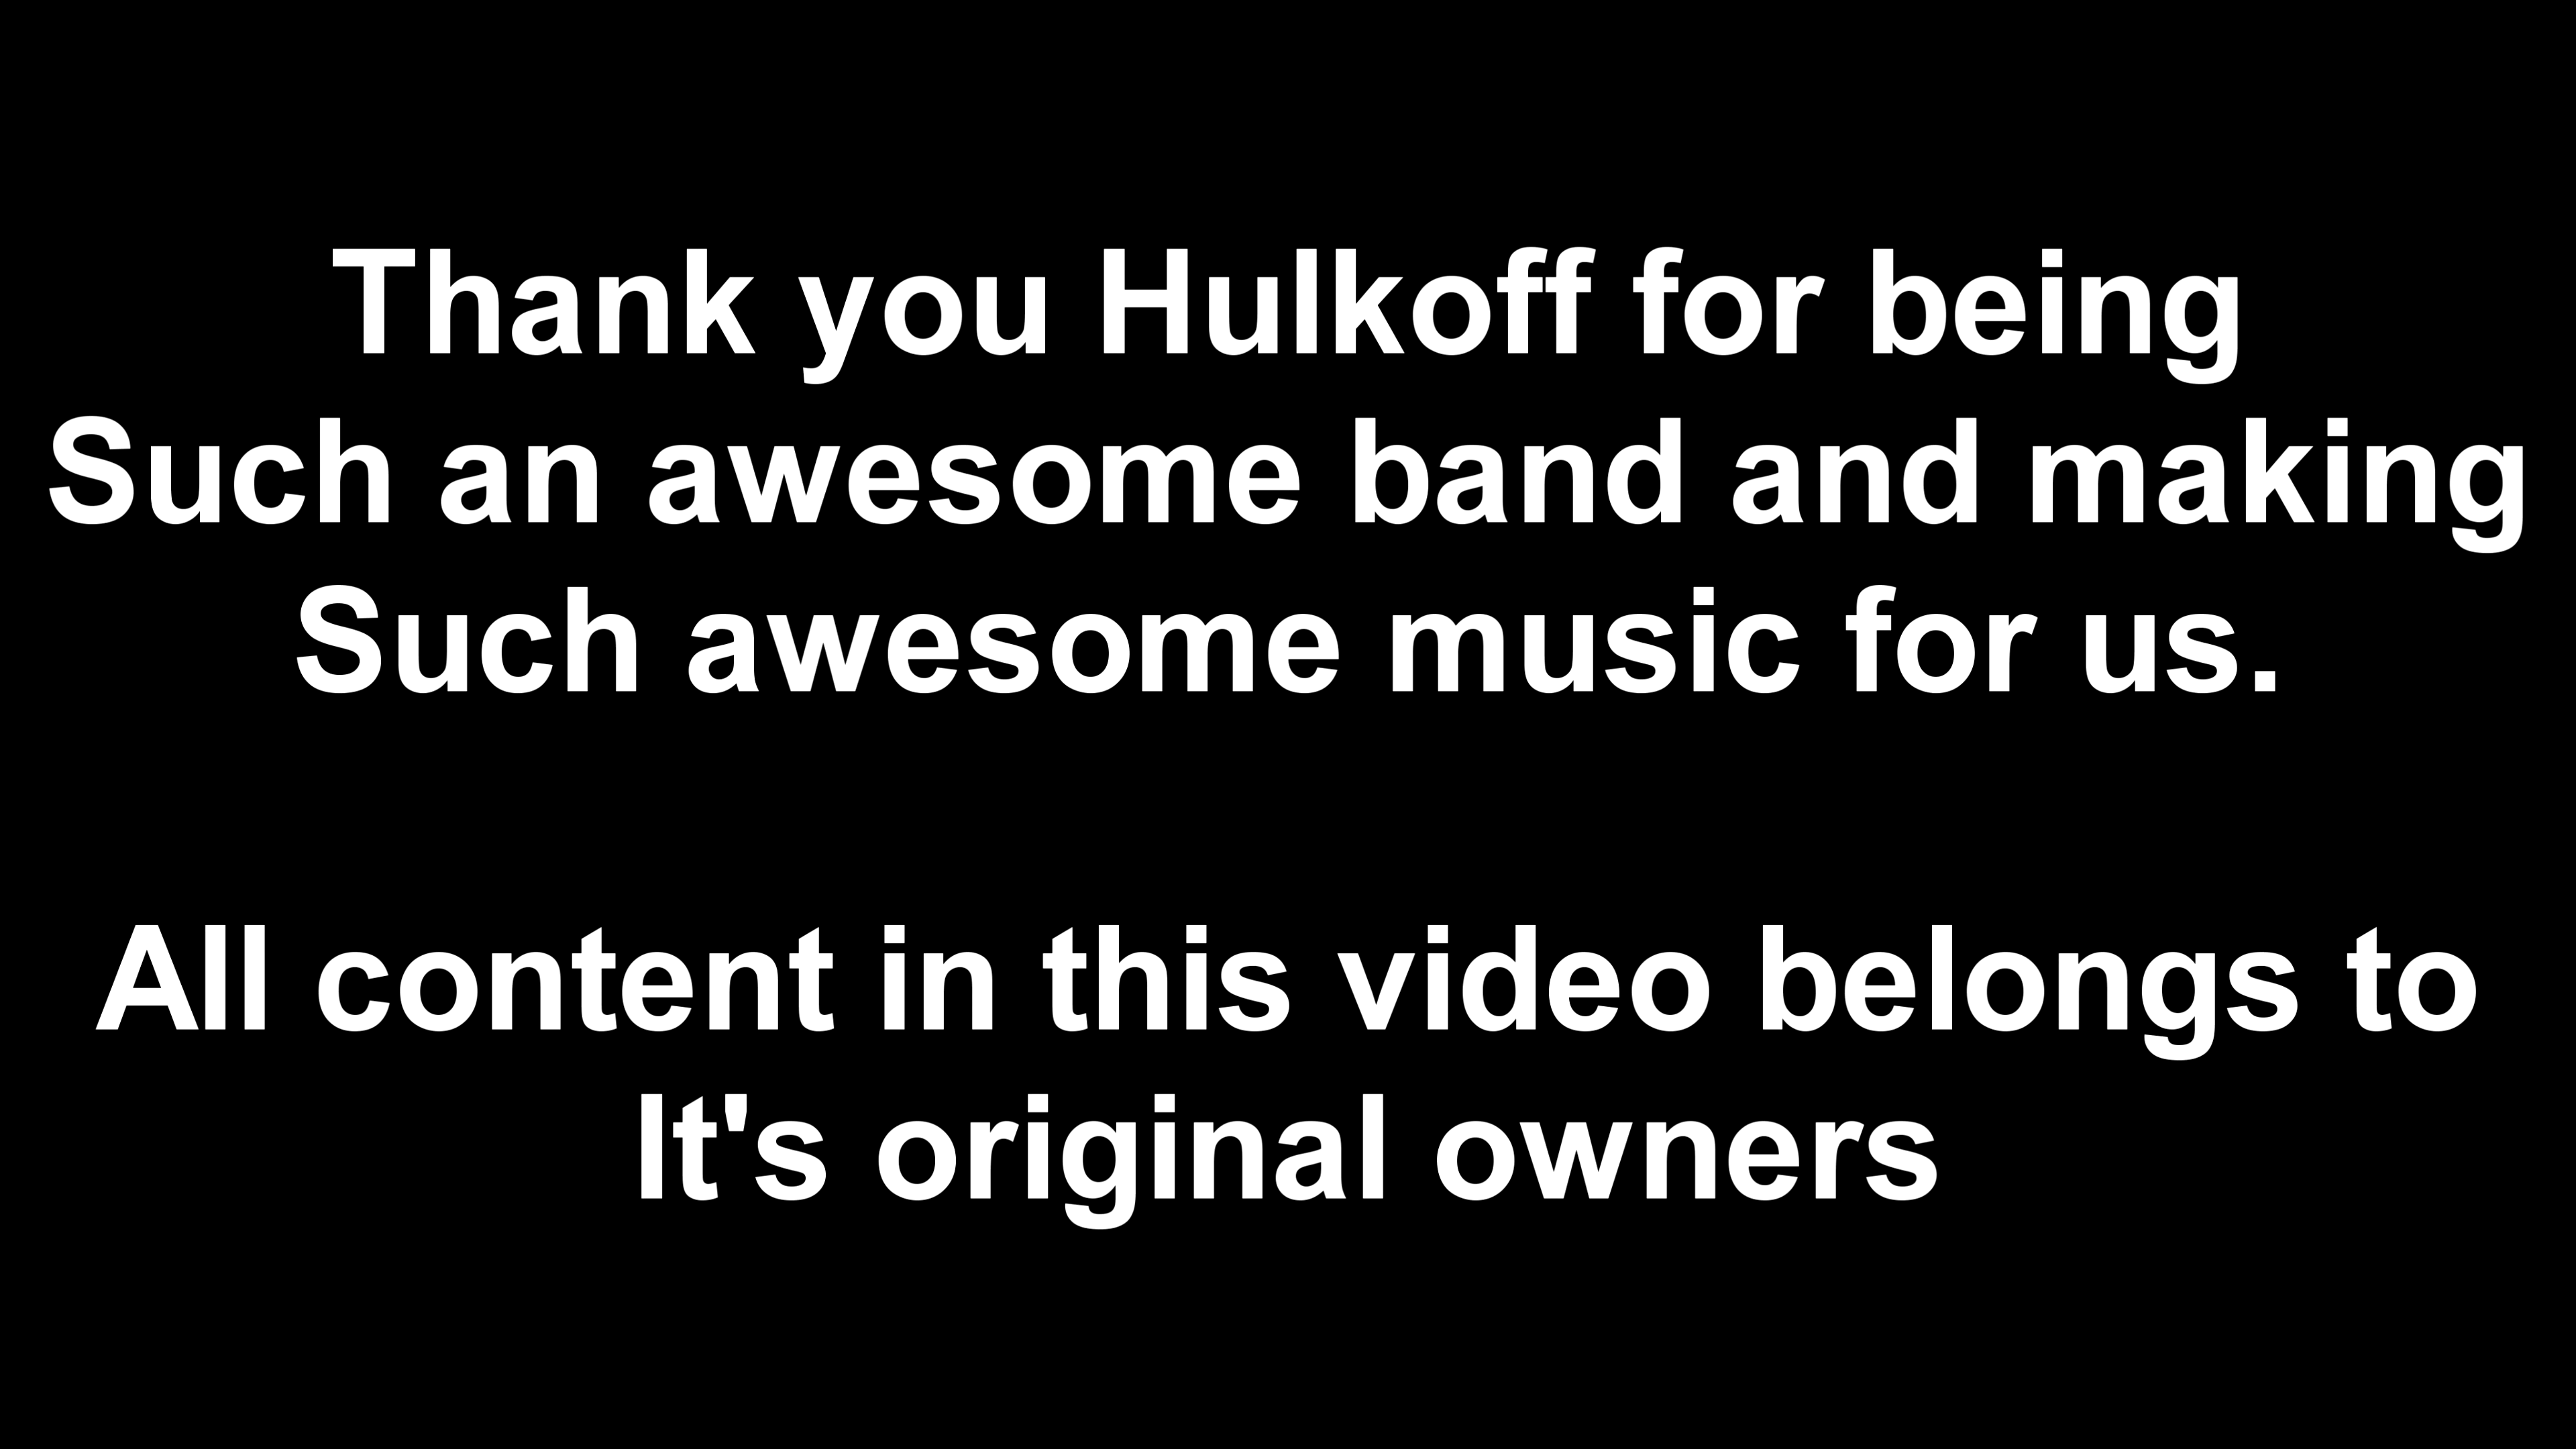 Thank you Hulkoff for being
Such an awesome band and making
Such awesome music for us.
All content in this video belongs to
It's original owners